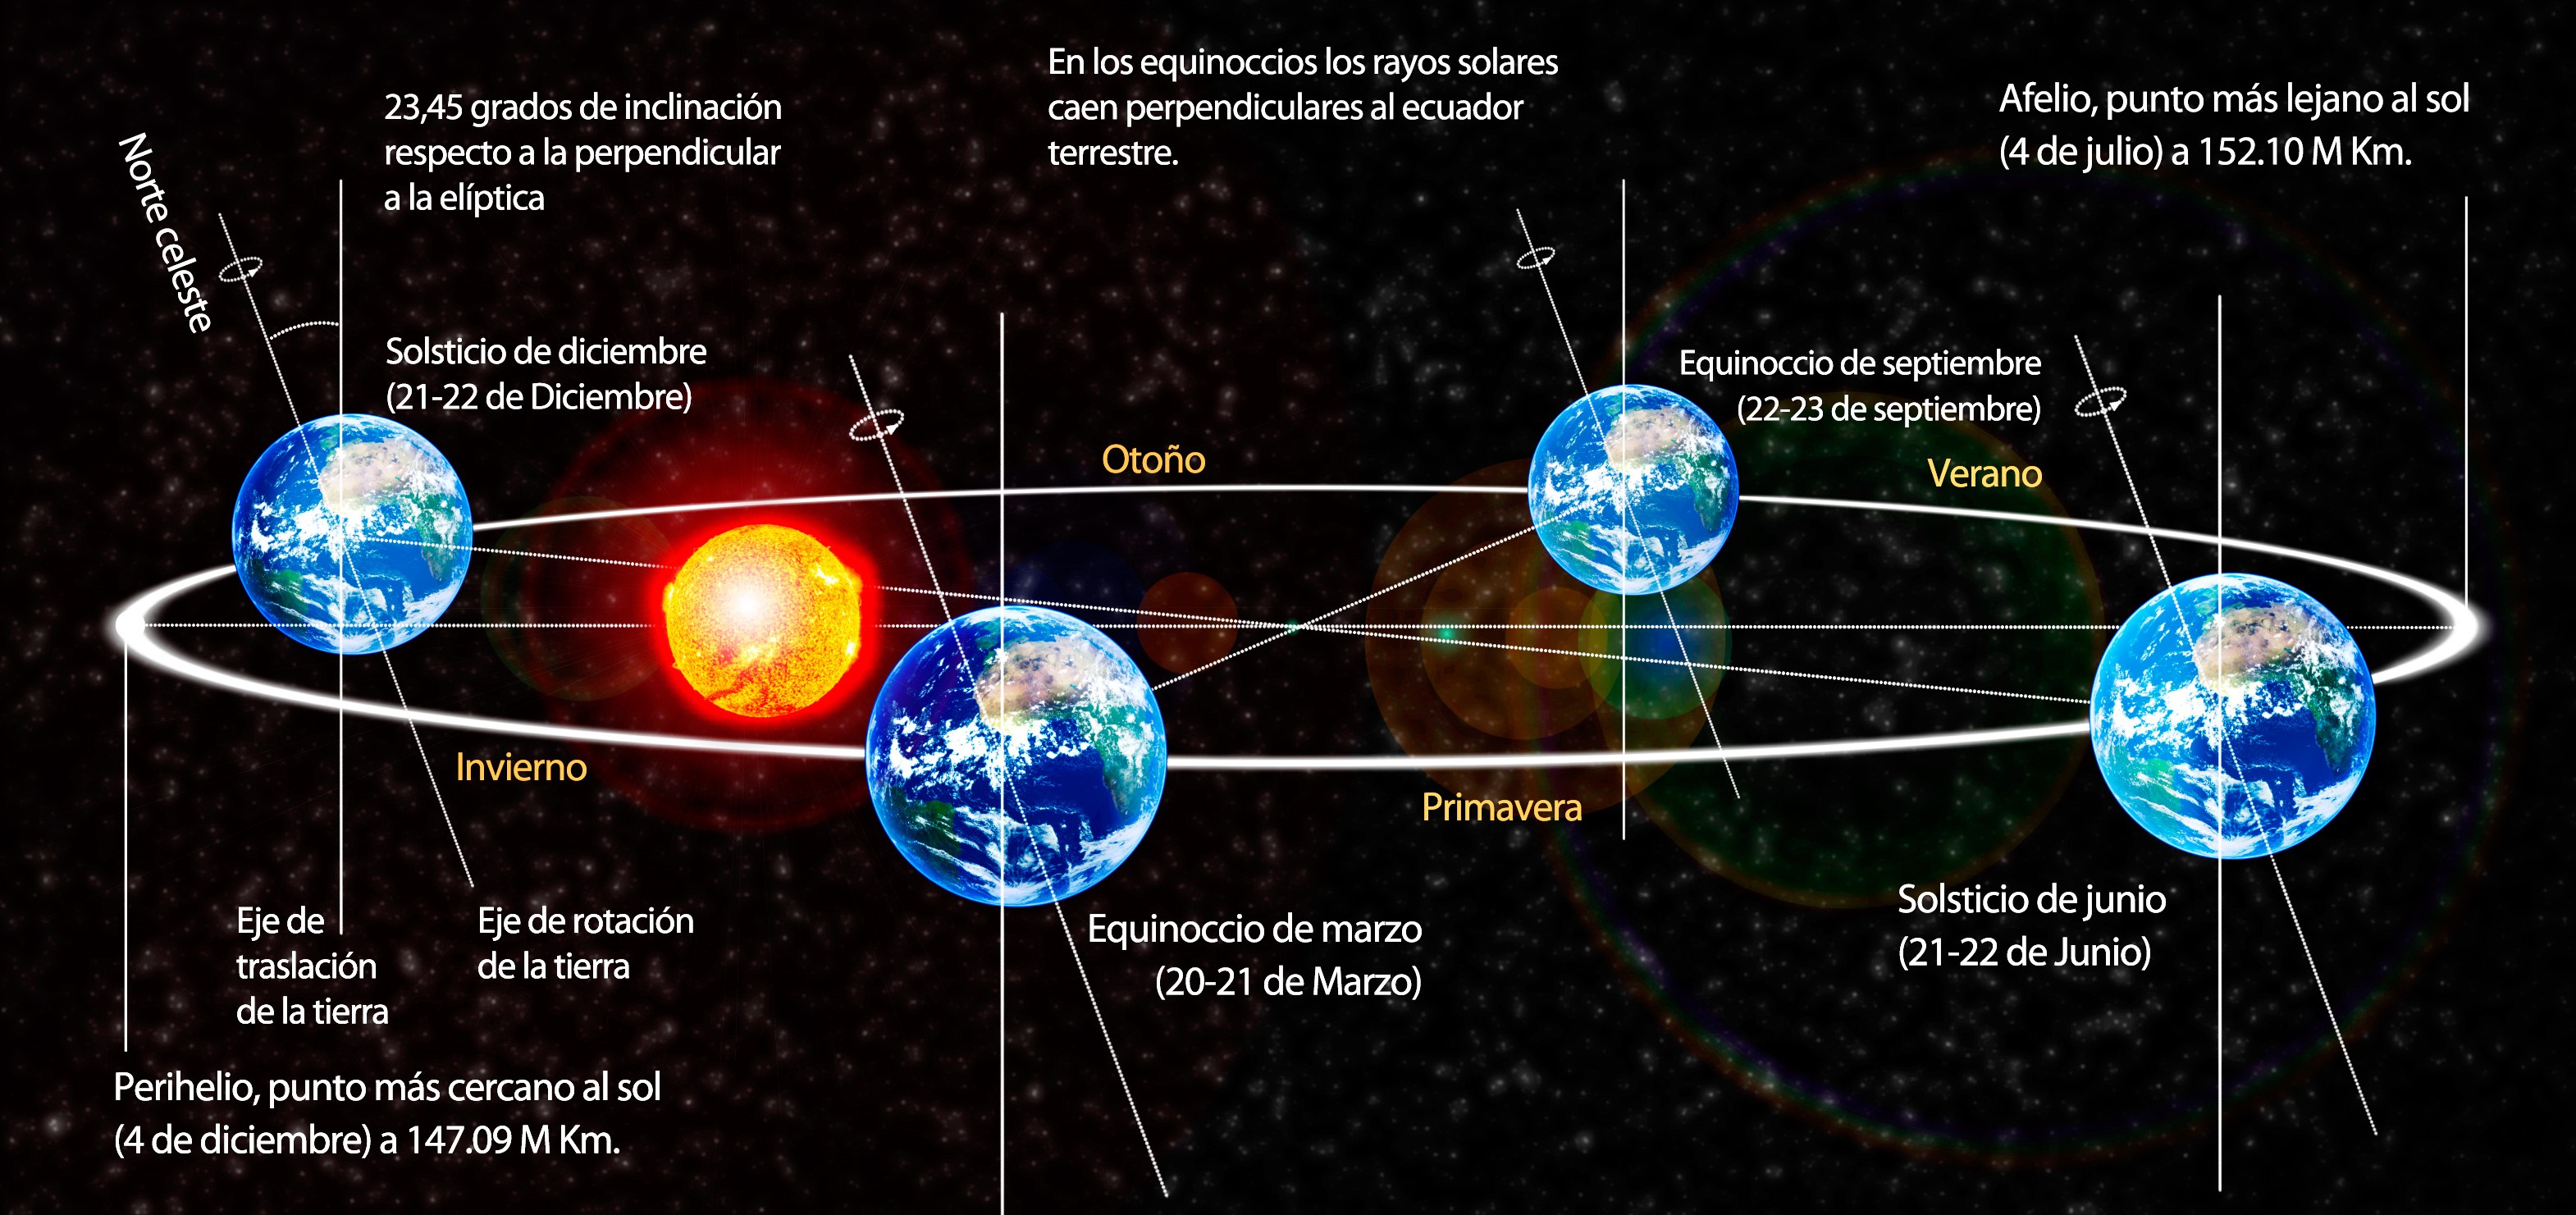 Norte celeste
23,45 grados de inclinación
respecto a la perpendicular
a la elíptica
En los equinoccios los rayos solares
caen perpendiculares al ecuador
terrestre.
Afelio, punto más lejano al sol
(4 de julio) a 152.10 M Km.
Solsticio de diciembre
(21-22 de Diciembre)
Equinoccio de septiembre
(22-23 de septiembre)
Otoño
Verano
Invierno
Primavera
Eje de
traslación
de la tierra
Eje de rotación
de la tierra
Equinoccio de marzo
(20-21 de Marzo)
Solsticio de junio
(21-22 de Junio)
Perihelio, punto más cercano al sol
(4 de diciembre) a 147.09 M Km.